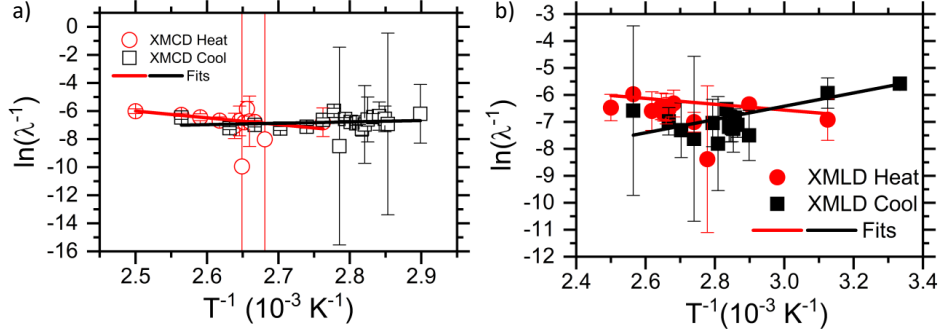 a)
ln(λ⁻¹)
0
-2
-4
-6
-8
-10
-12
-14
-16
XMCD Heat
XMCD Cool
Fits
2.5 2.6 2.7 2.8 2.9
T⁻¹ (10⁻³ K⁻¹)
b)
ln(λ⁻¹)
-3
-4
-5
-6
-7
-8
-9
-10
-11
-12
XMLD Heat
XMLD Cool
Fits
2.4 2.6 2.8 3.0 3.2 3.4
T⁻¹ (10⁻³ K⁻¹)